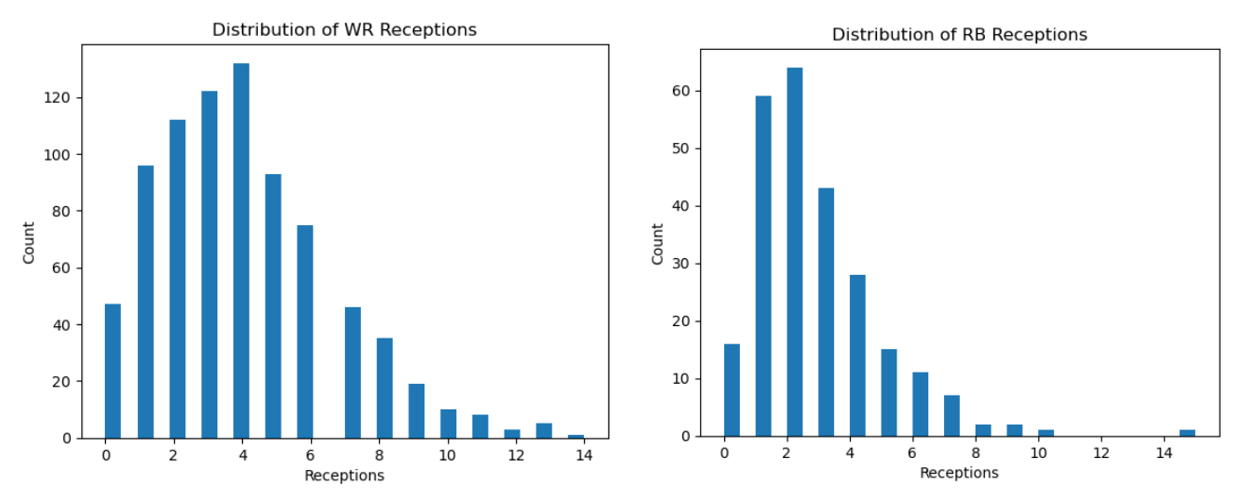 Distribution of WR Receptions
120
100
80
60
40
20
0
Count
0 2 4 6 8 10 12 14
Receptions
Distribution of RB Receptions
60
50
40
30
20
10
0
Count
0 2 4 6 8 10 12 14
Receptions